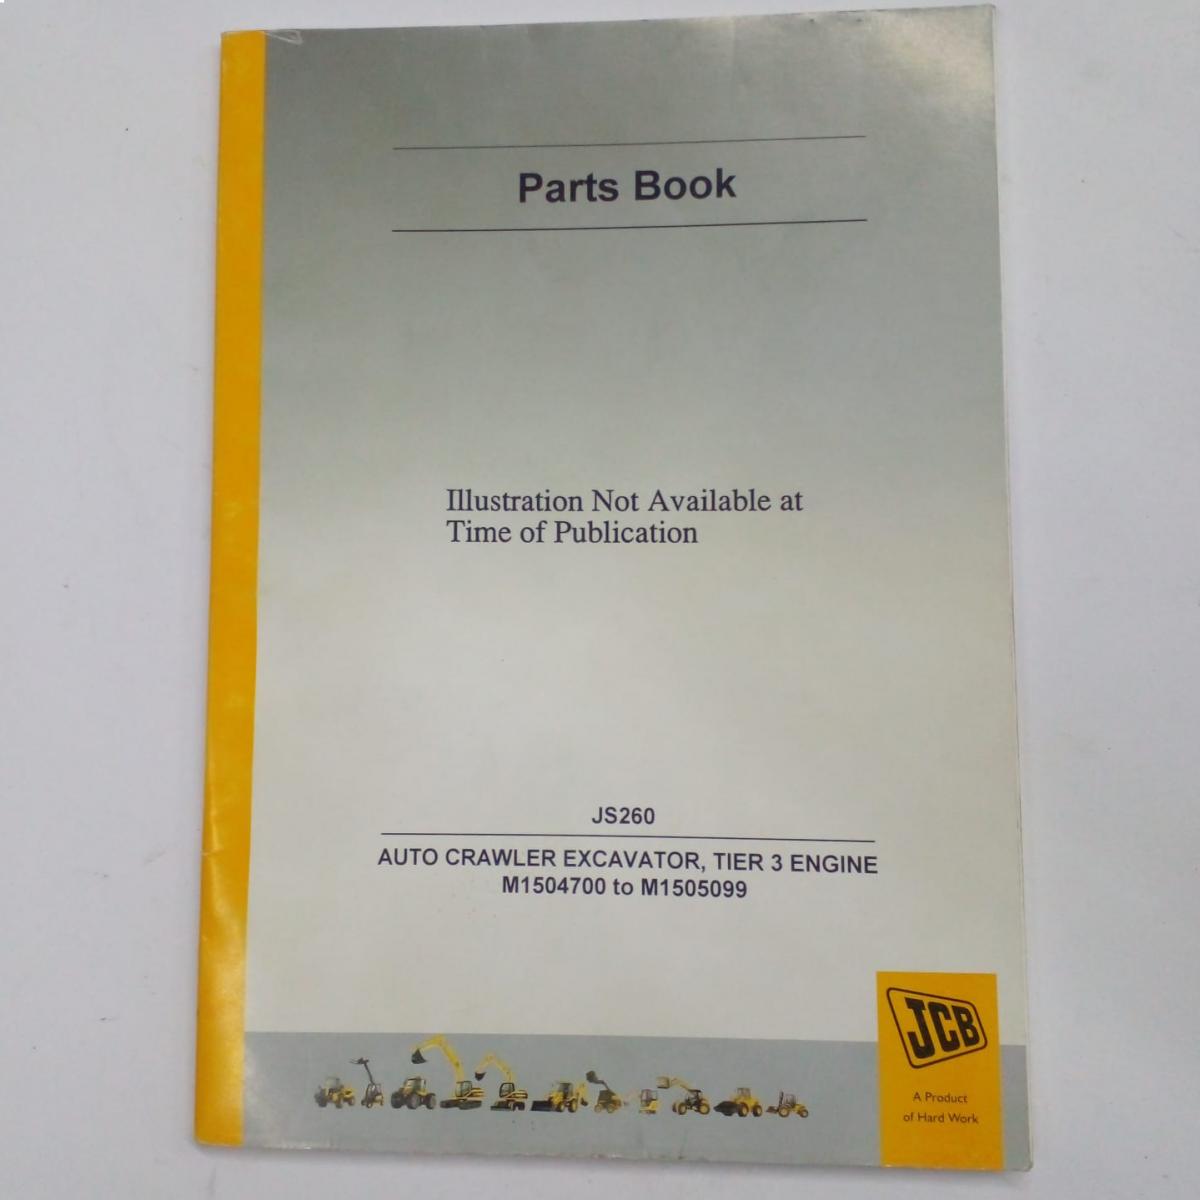 Parts Book
Illustration Not Available at
Time of Publication
JS260
AUTO CRAWLER EXCAVATOR, TIER 3 ENGINE
M1504700 to M1505099
JCB
A Product
of Hard Work